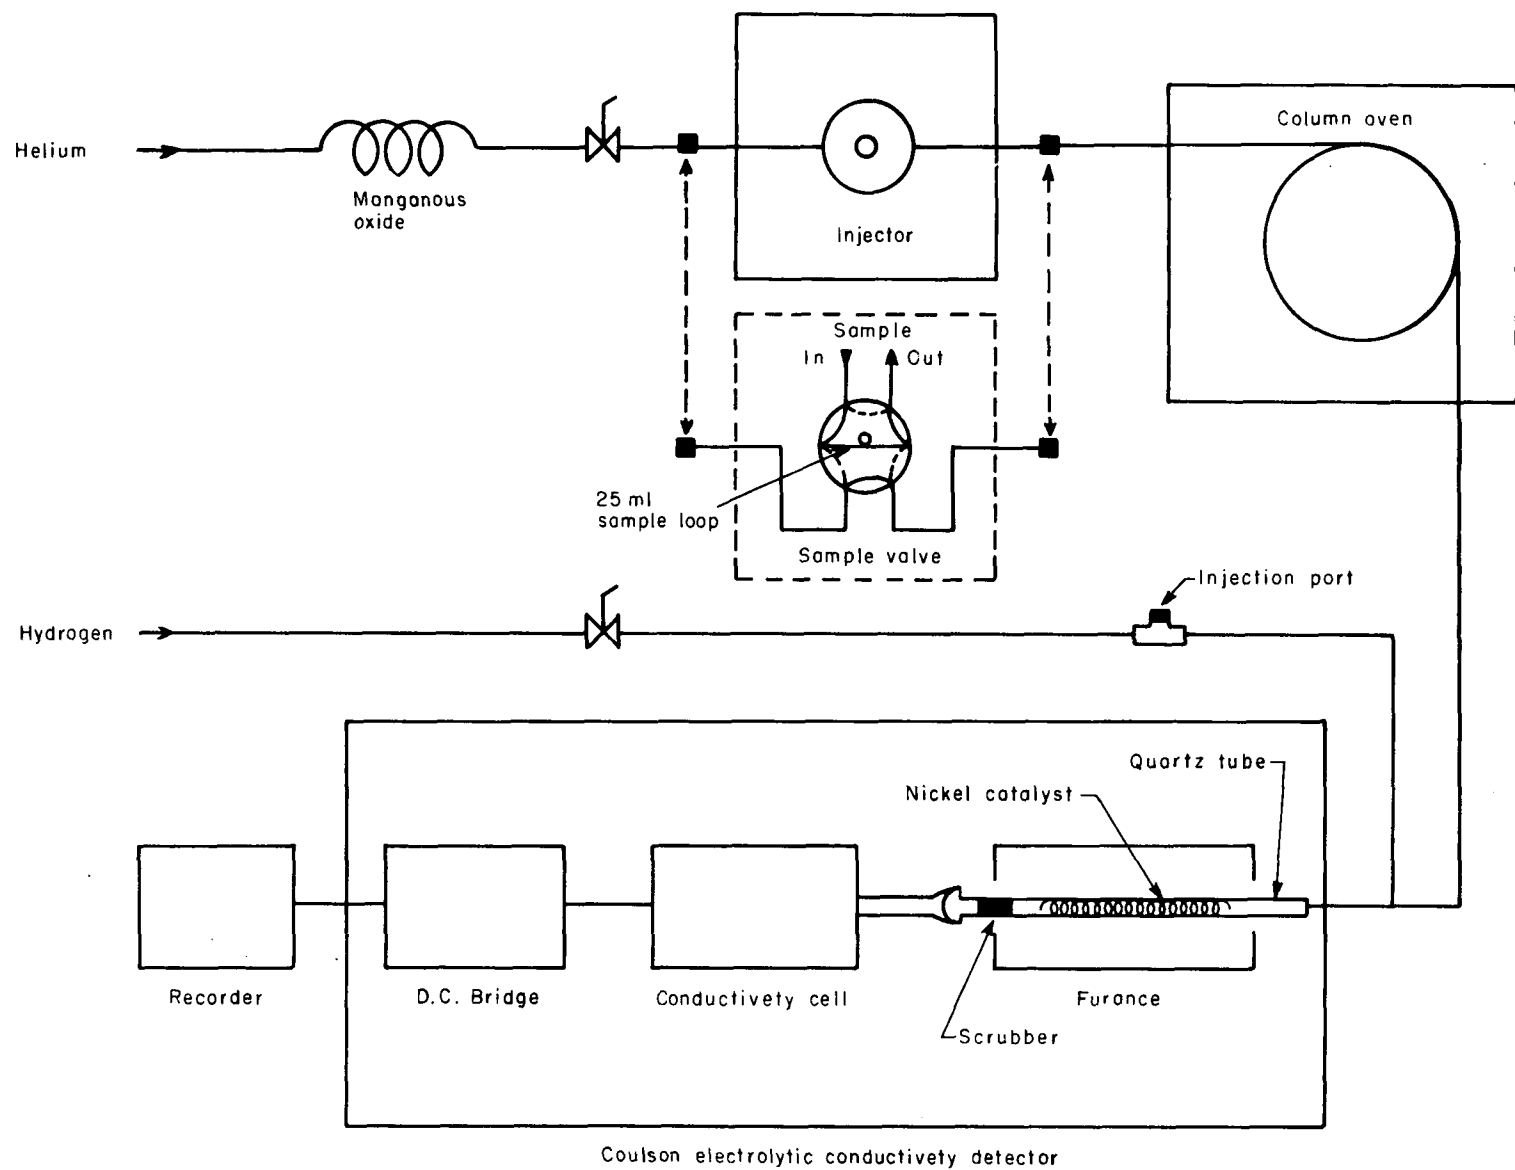 Helium
Manganous
oxide
Injector
Column oven
Sample
In
Out
25 ml
sample loop
Sample valve
Hydrogen
Injection port
Quartz tube
Nickel catalyst
Recorder
D.C. Bridge
Conductivety cell
Furance
Scrubber
Coulson electrolytic conductivety detector